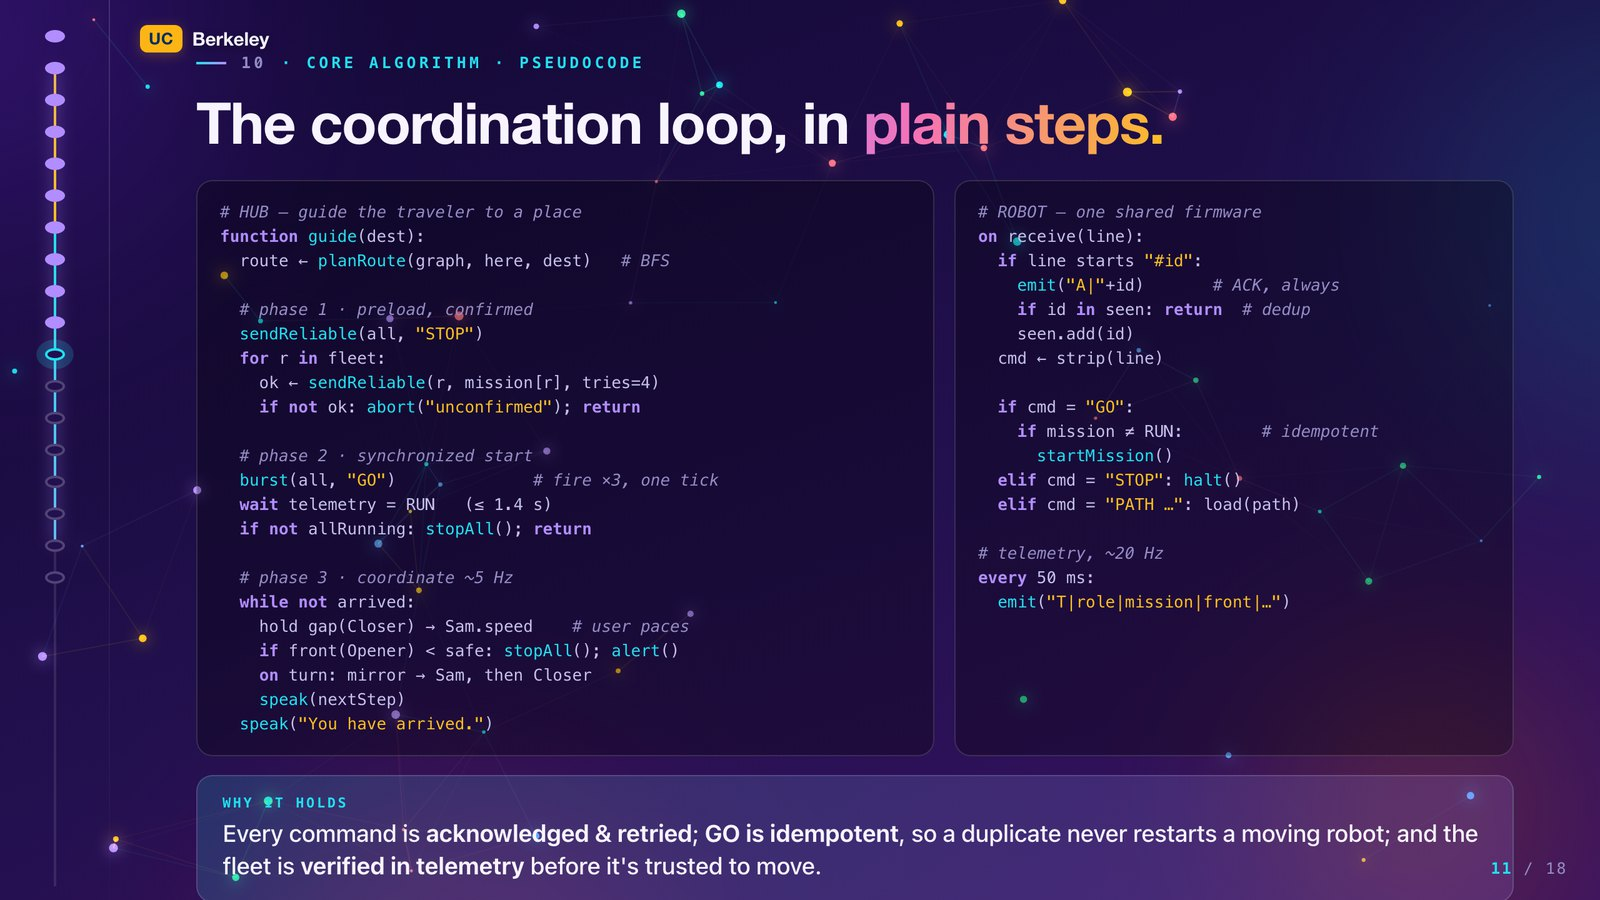 UC Berkeley
10 · CORE ALGORITHM · PSEUDOCODE
The coordination loop, in plain steps.
# HUB — guide the traveler to a place
function guide(dest):
  route ← planRoute(graph, here, dest)   # BFS

  # phase 1 · preload, confirmed
  sendReliable(all, "STOP")
  for r in fleet:
    ok ← sendReliable(r, mission[r], tries=4)
    if not ok: abort("unconfirmed"); return

  # phase 2 · synchronized start
  burst(all, "GO")              # fire ×3, one tick
  wait telemetry = RUN   (≤ 1.4 s)
  if not allRunning: stopAll(); return

  # phase 3 · coordinate ~5 Hz
  while not arrived:
    hold gap(Closer) → Sam.speed    # user paces
    if front(Opener) < safe: stopAll(); alert()
    on turn: mirror → Sam, then Closer
    speak(nextStep)
  speak("You have arrived.")
# ROBOT — one shared firmware
on receive(line):
  if line starts "#id":
    emit("A|"+id)       # ACK, always
    if id in seen: return  # dedup
    seen.add(id)
  cmd ← strip(line)

  if cmd = "GO":
    if mission ≠ RUN:        # idempotent
      startMission()
  elif cmd = "STOP": halt()
  elif cmd = "PATH …": load(path)

# telemetry, ~20 Hz
every 50 ms:
  emit("T|role|mission|front|…")
WHY IT HOLDS
Every command is acknowledged & retried; GO is idempotent, so a duplicate never restarts a moving robot; and the
fleet is verified in telemetry before it's trusted to move.
11 / 18